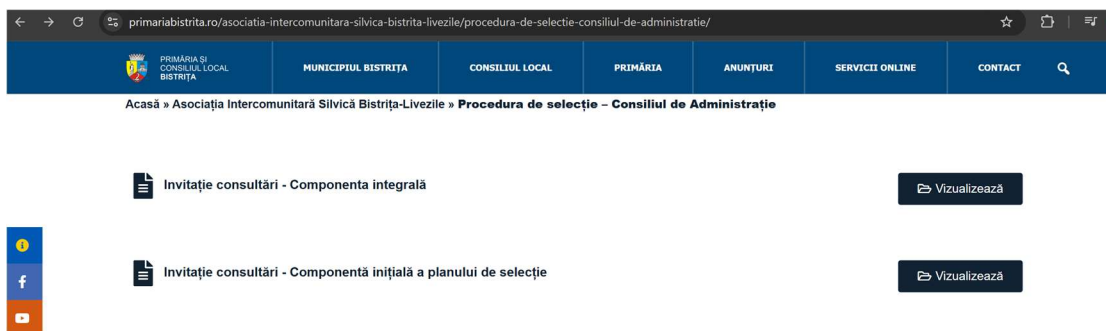 primariabistrita.ro/asociatia-intercomunitara-silvica-bistrita-livezile/procedura-de-selectie-consiliul-de-administratie/
PRIMĂRIA ȘI
CONSILIUL LOCAL
BISTRIȚA
MUNICIPIUL BISTRIȚA
CONSILIUL LOCAL
PRIMĂRIA
ANUNȚURI
SERVICII ONLINE
CONTACT
Acasă » Asociația Intercomunitară Silvică Bistrița-Livezile » Procedura de selecție – Consiliul de Administrație
Invitație consultări - Componenta integrală
Vizualizează
Invitație consultări - Componentă inițială a planului de selecție
Vizualizează